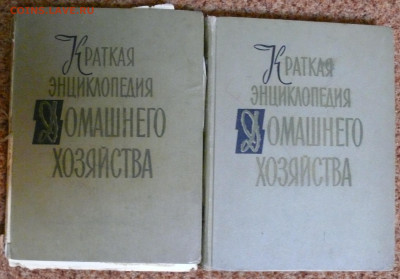 КРАТКАЯ
ЭНЦИКЛОПЕДИЯ
ДОМАШНЕГО
ХОЗЯЙСТВА
КРАТКАЯ
ЭНЦИКЛОПЕДИЯ
ДОМАШНЕГО
ХОЗЯЙСТВА